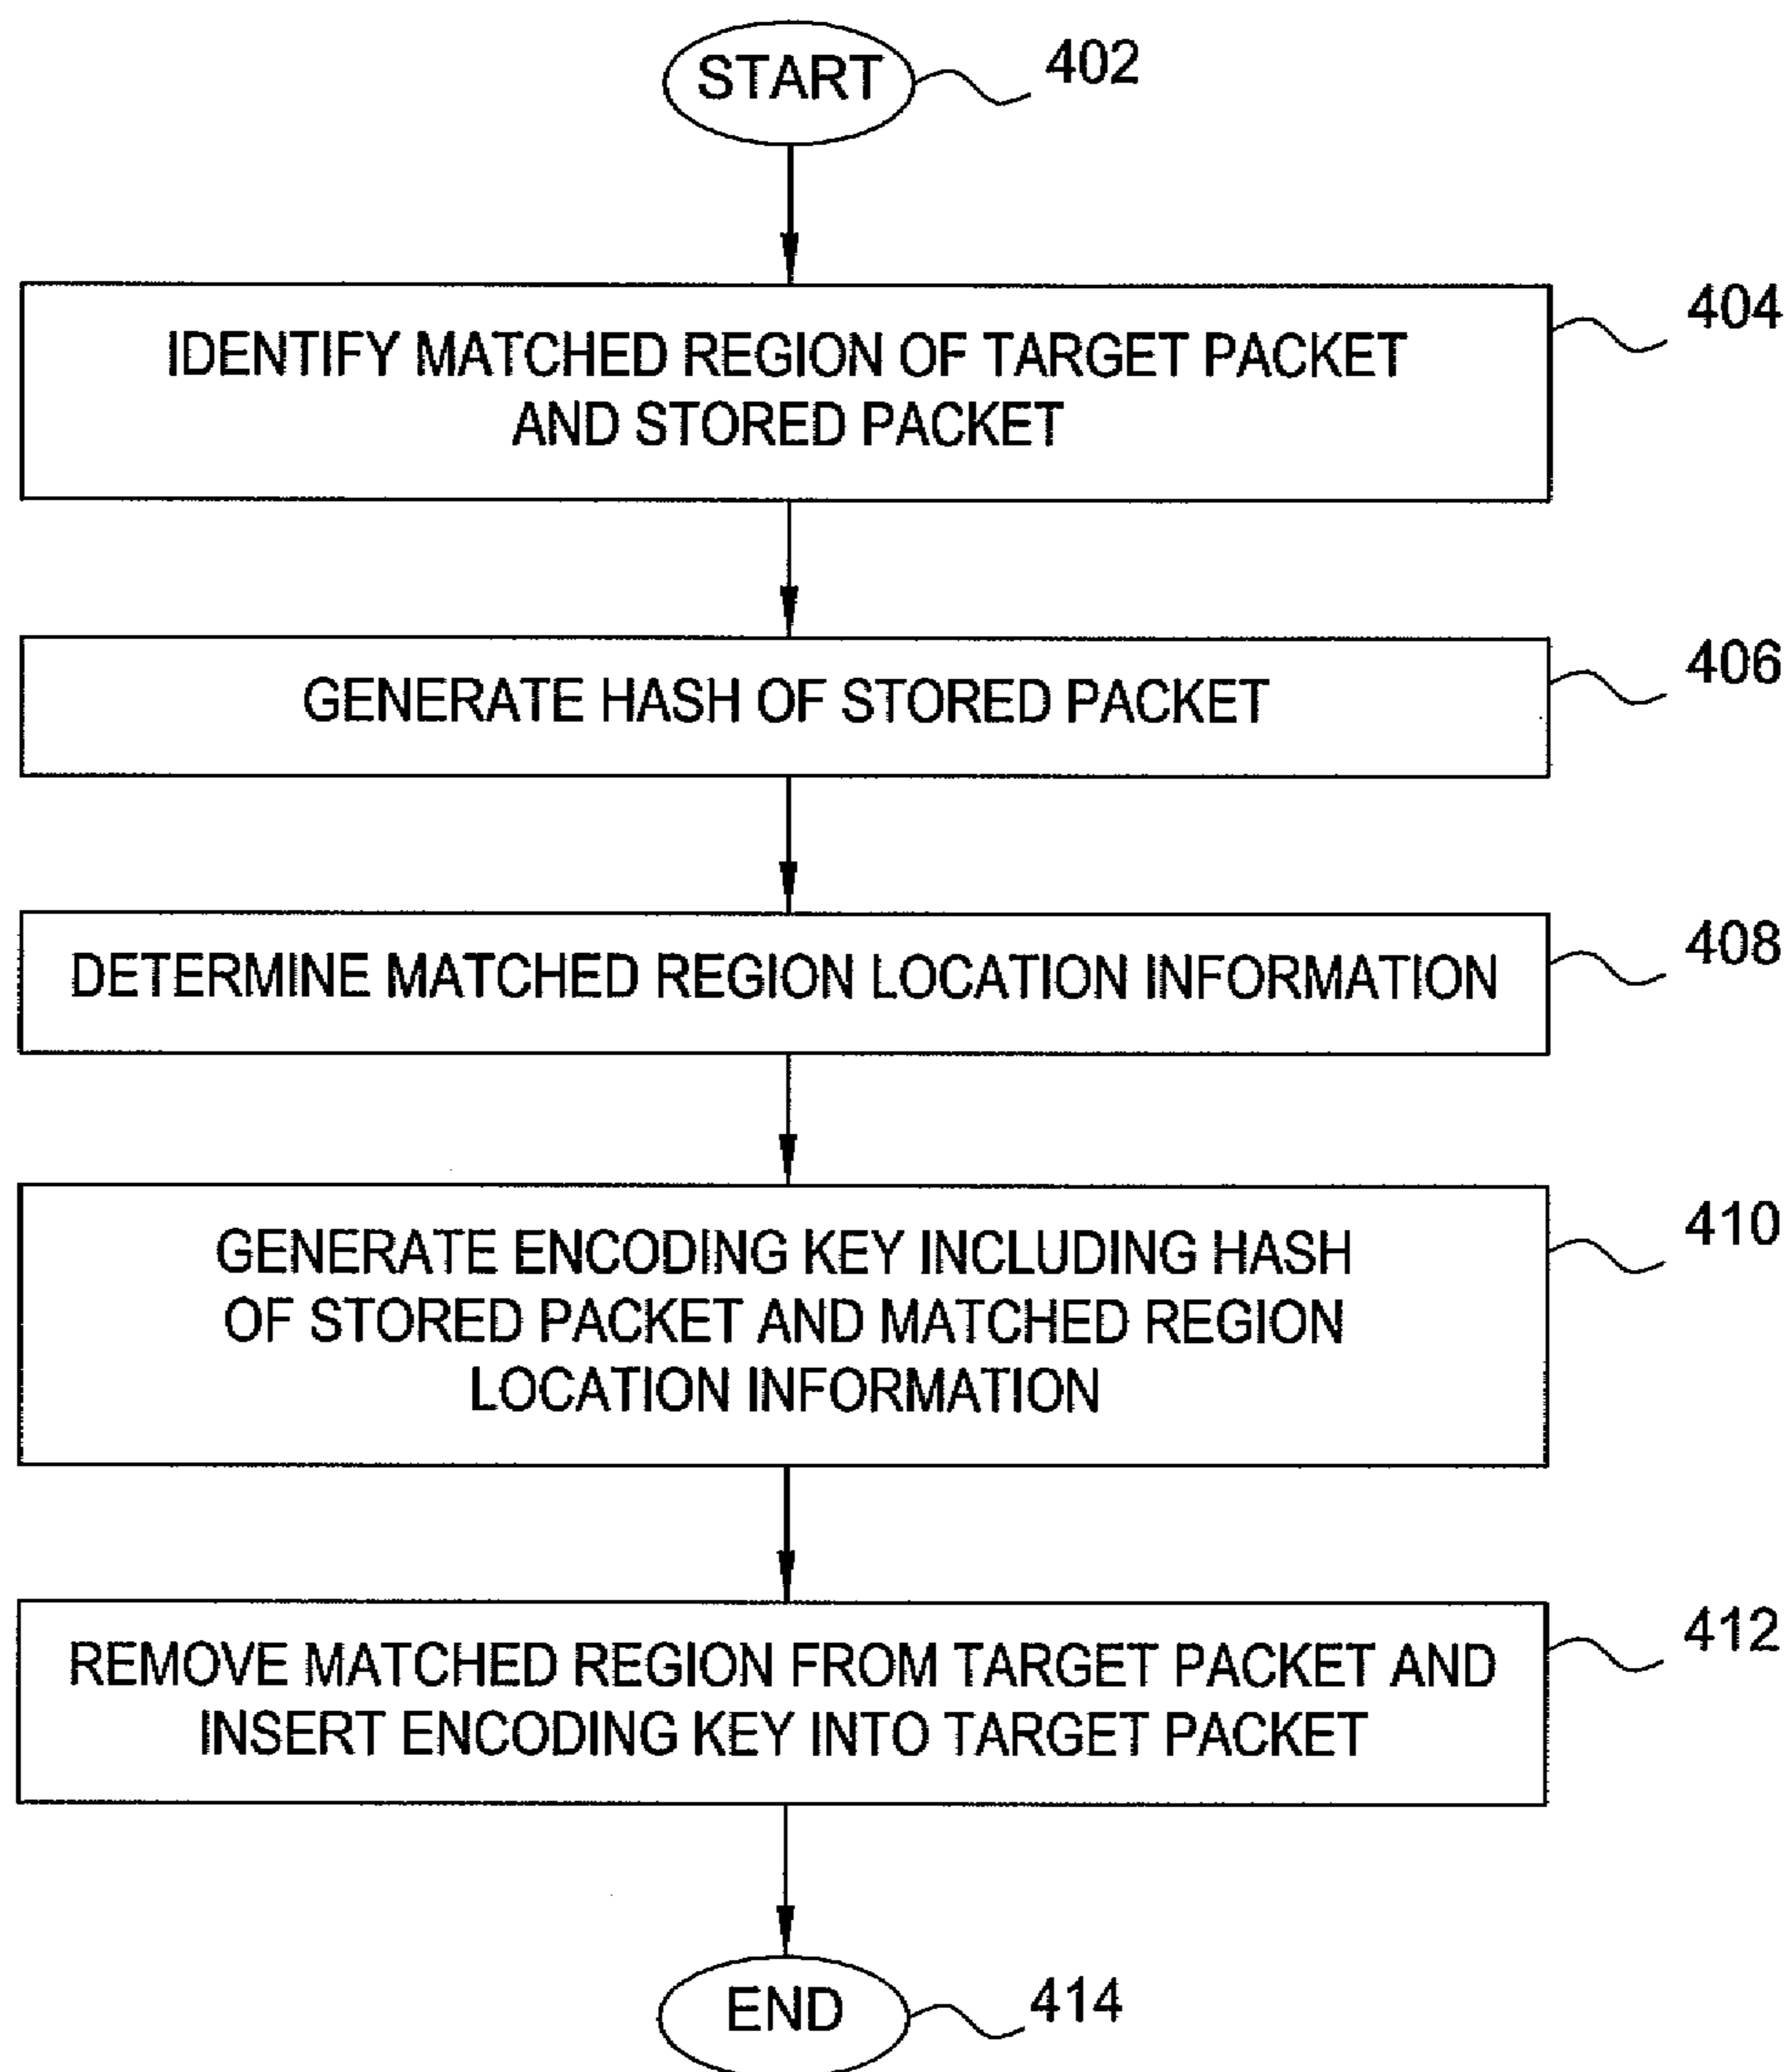 START
402
IDENTIFY MATCHED REGION OF TARGET PACKET
AND STORED PACKET
404
GENERATE HASH OF STORED PACKET
406
DETERMINE MATCHED REGION LOCATION INFORMATION
408
GENERATE ENCODING KEY INCLUDING HASH
OF STORED PACKET AND MATCHED REGION
LOCATION INFORMATION
410
REMOVE MATCHED REGION FROM TARGET PACKET AND
INSERT ENCODING KEY INTO TARGET PACKET
412
END
414